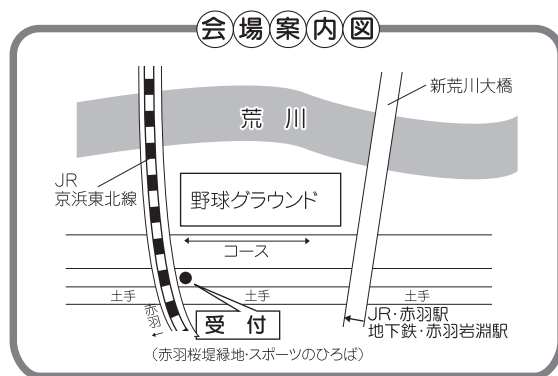 会場案内図
新荒川大橋
荒川
JR
京浜東北線
野球グラウンド
コース
土手
土手
土手
赤羽
受付
JR・赤羽駅
地下鉄・赤羽岩淵駅
(赤羽桜堤緑地・スポーツのひろば)